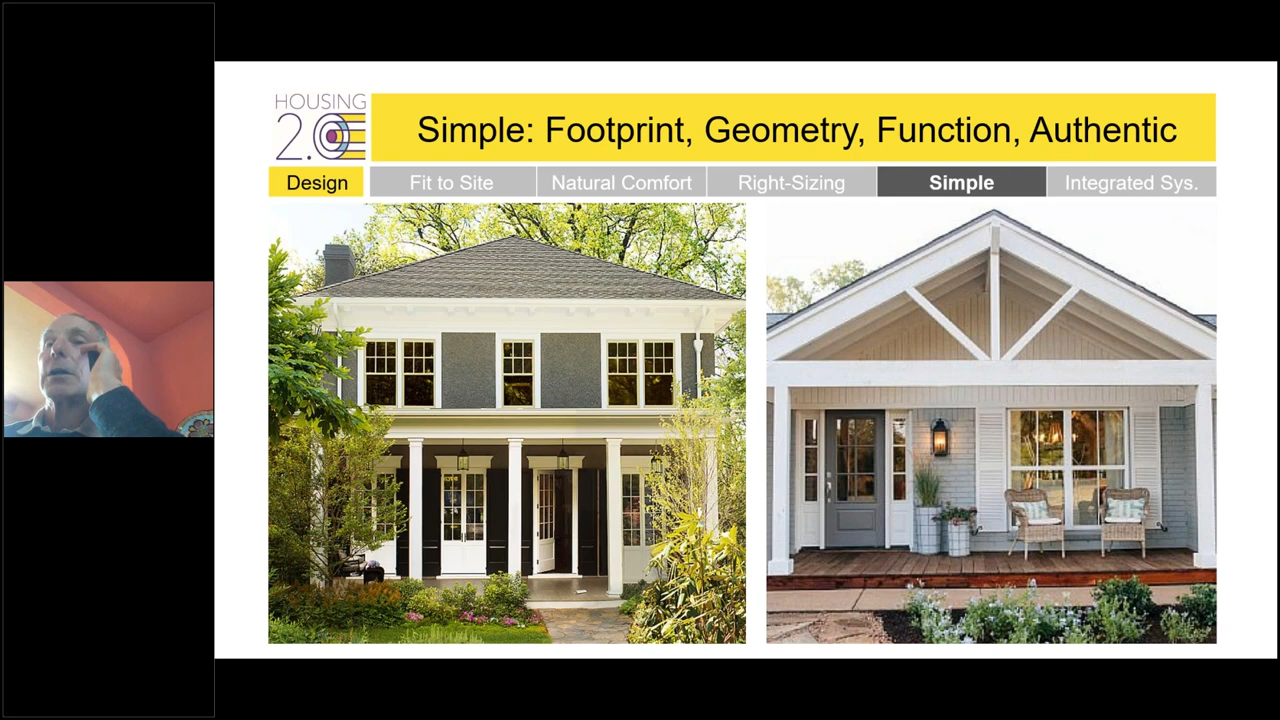 HOUSING
2.0
Simple: Footprint, Geometry, Function, Authentic
Design
Fit to Site
Natural Comfort
Right-Sizing
Simple
Integrated Sys.